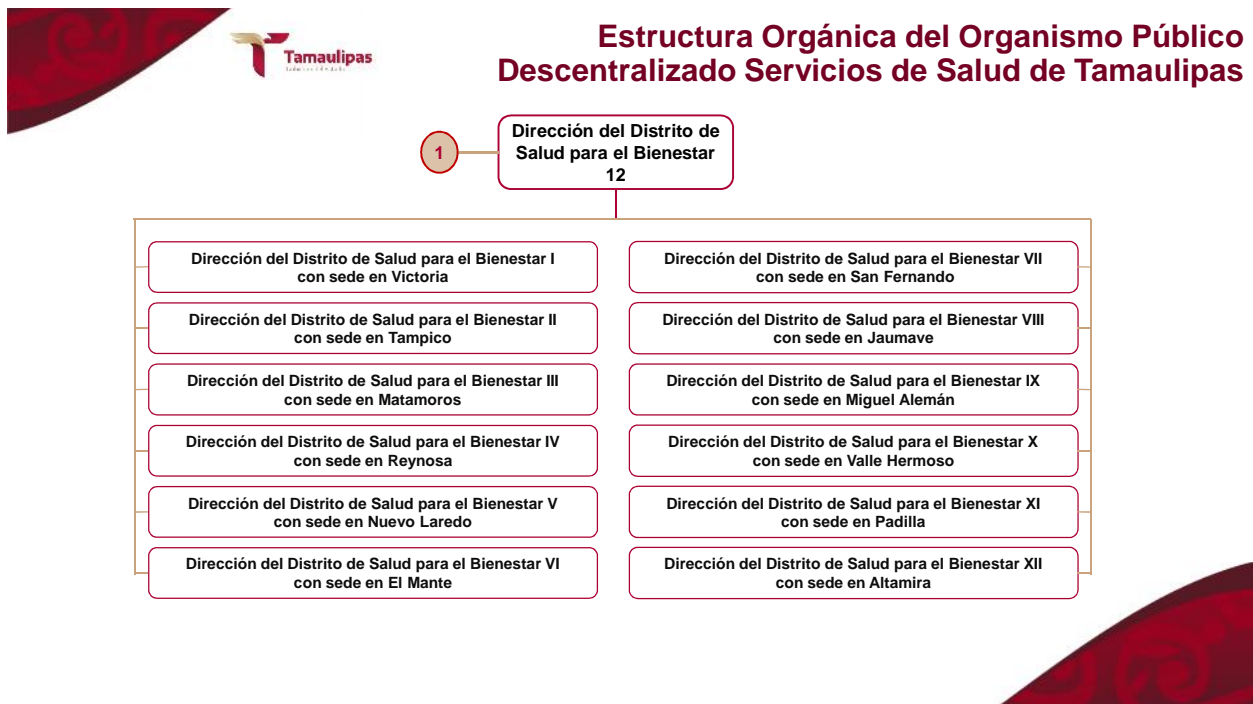 Tamaulipas
Estructura Orgánica del Organismo Público
Descentralizado Servicios de Salud de Tamaulipas
1
Dirección del Distrito de
Salud para el Bienestar
12
Dirección del Distrito de Salud para el Bienestar I
con sede en Victoria
Dirección del Distrito de Salud para el Bienestar II
con sede en Tampico
Dirección del Distrito de Salud para el Bienestar III
con sede en Matamoros
Dirección del Distrito de Salud para el Bienestar IV
con sede en Reynosa
Dirección del Distrito de Salud para el Bienestar V
con sede en Nuevo Laredo
Dirección del Distrito de Salud para el Bienestar VI
con sede en El Mante
Dirección del Distrito de Salud para el Bienestar VII
con sede en San Fernando
Dirección del Distrito de Salud para el Bienestar VIII
con sede en Jaumave
Dirección del Distrito de Salud para el Bienestar IX
con sede en Miguel Alemán
Dirección del Distrito de Salud para el Bienestar X
con sede en Valle Hermoso
Dirección del Distrito de Salud para el Bienestar XI
con sede en Padilla
Dirección del Distrito de Salud para el Bienestar XII
con sede en Altamira